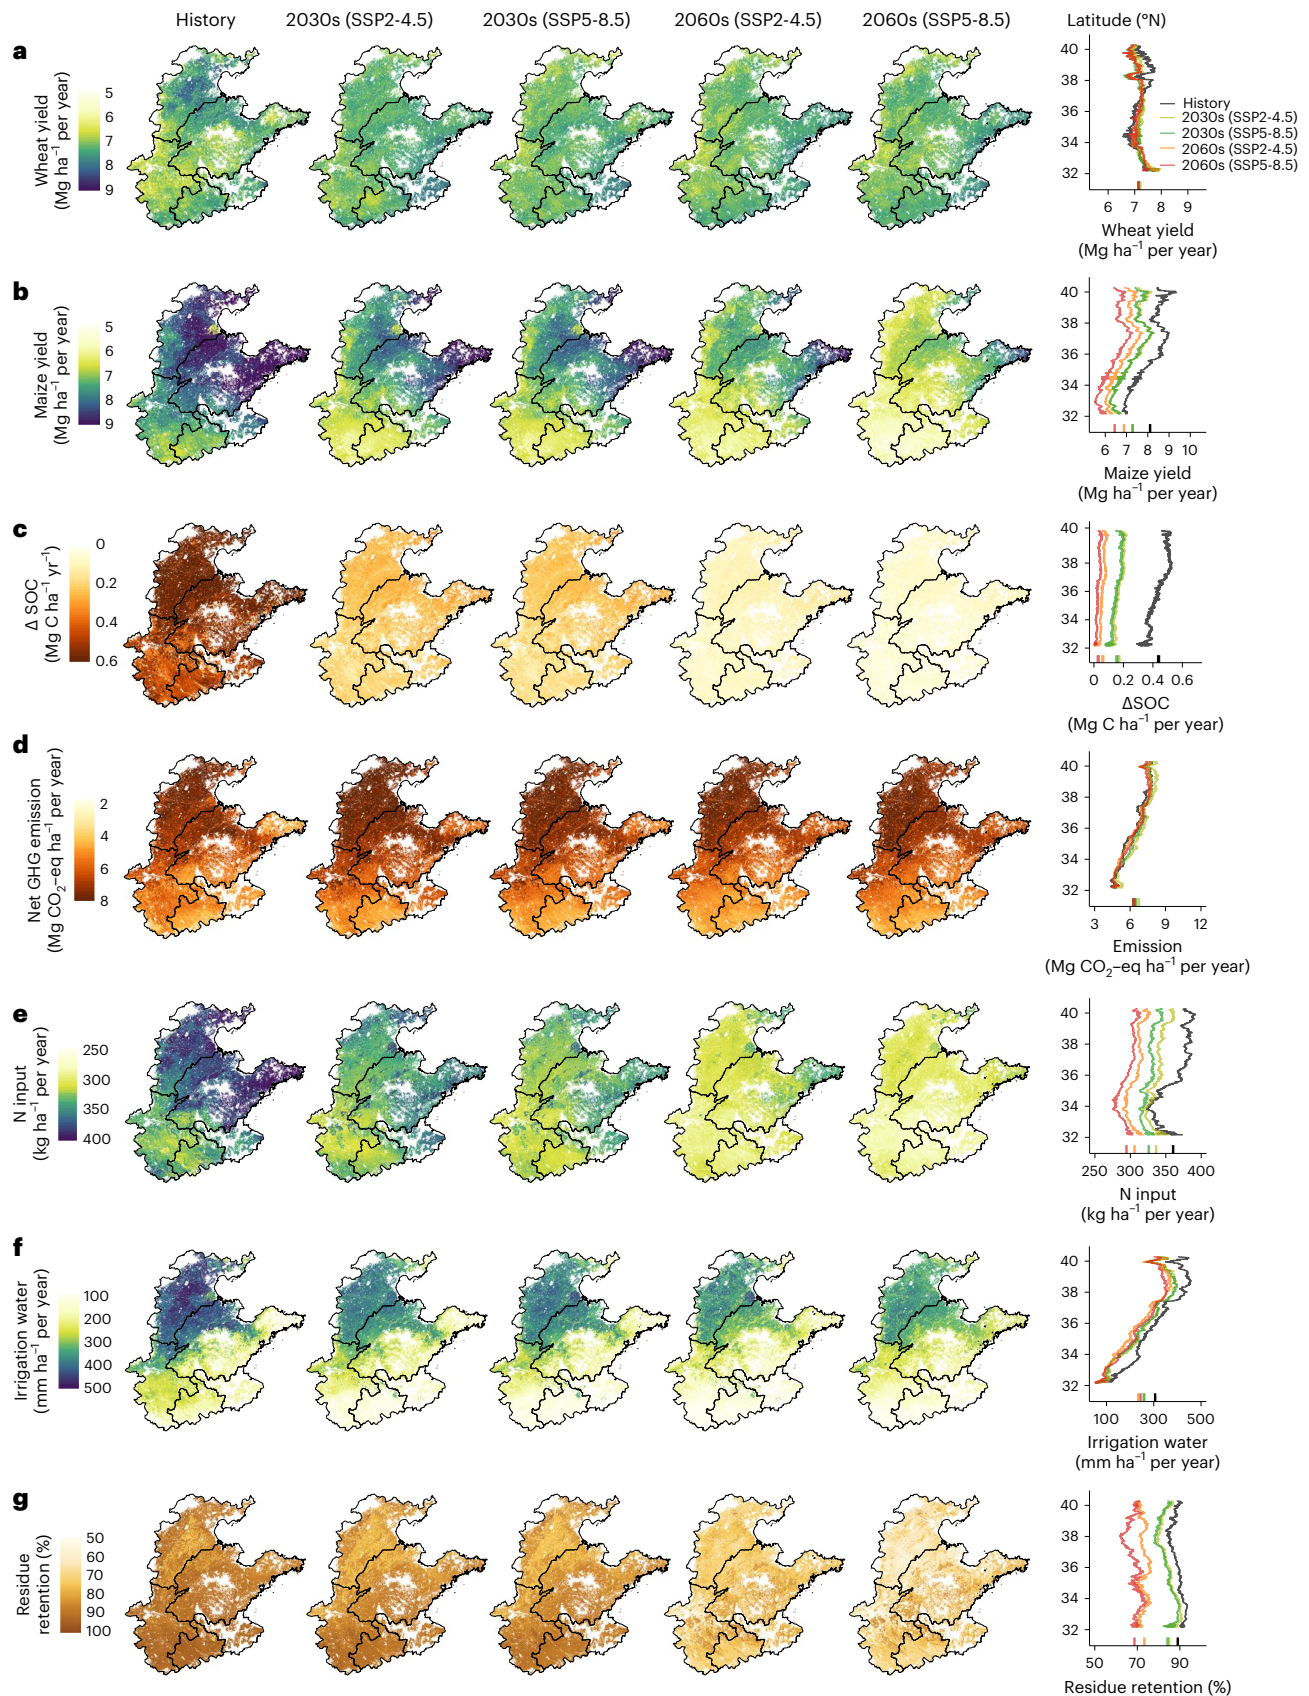 History
2030s (SSP2-4.5)
2030s (SSP5-8.5)
2060s (SSP2-4.5)
2060s (SSP5-8.5)
Latitude (°N)
a
Wheat yield
(Mg ha⁻¹ per year)
5
6
7
8
9
40
38
36
34
32
History
2030s (SSP2-4.5)
2030s (SSP5-8.5)
2060s (SSP2-4.5)
2060s (SSP5-8.5)
6 7 8 9
Wheat yield
(Mg ha⁻¹ per year)
b
Maize yield
(Mg ha⁻¹ per year)
5
6
7
8
9
40
38
36
34
32
6 7 8 9 10
Maize yield
(Mg ha⁻¹ per year)
c
Δ SOC
(Mg C ha⁻¹ yr⁻¹)
0
0.2
0.4
0.6
40
38
36
34
32
0 0.2 0.4 0.6
ΔSOC
(Mg C ha⁻¹ per year)
d
Net GHG emission
(Mg CO₂-eq ha⁻¹ per year)
2
4
6
8
40
38
36
34
32
3 6 9 12
Emission
(Mg CO₂–eq ha⁻¹ per year)
e
N input
(kg ha⁻¹ per year)
250
300
350
400
40
38
36
34
32
250 300 350 400
N input
(kg ha⁻¹ per year)
f
Irrigation water
(mm ha⁻¹ per year)
100
200
300
400
500
40
38
36
34
32
100 300 500
Irrigation water
(mm ha⁻¹ per year)
g
Residue
retention (%)
50
60
70
80
90
100
40
38
36
34
32
50 70 90
Residue retention (%)